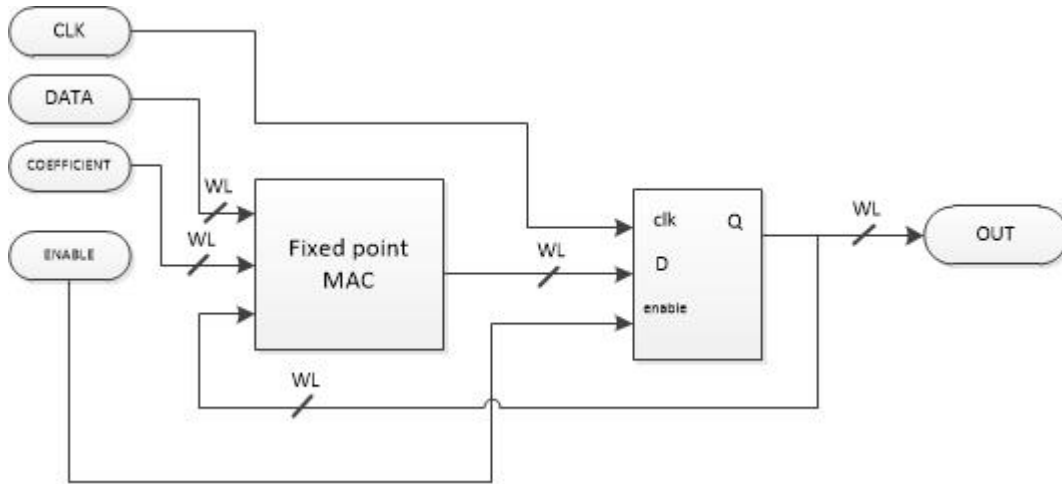 CLK
DATA
COEFFICIENT
ENABLE
WL
WL
Fixed point
MAC
WL
WL
clk
Q
D
enable
WL
OUT